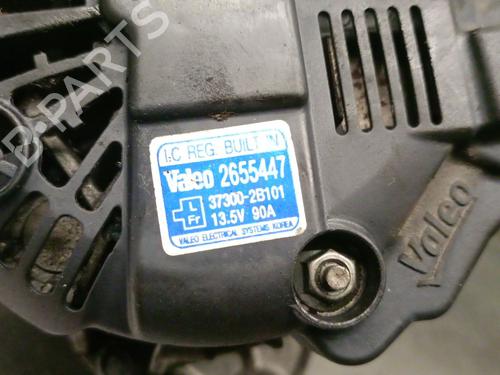 B-PARTS
I.C REG. BUILT IN
Valeo 2655447
L Fr 37300-2B101
13.5V 90A
VALEO ELECTRICAL SYSTEMS KOREA
Valeo